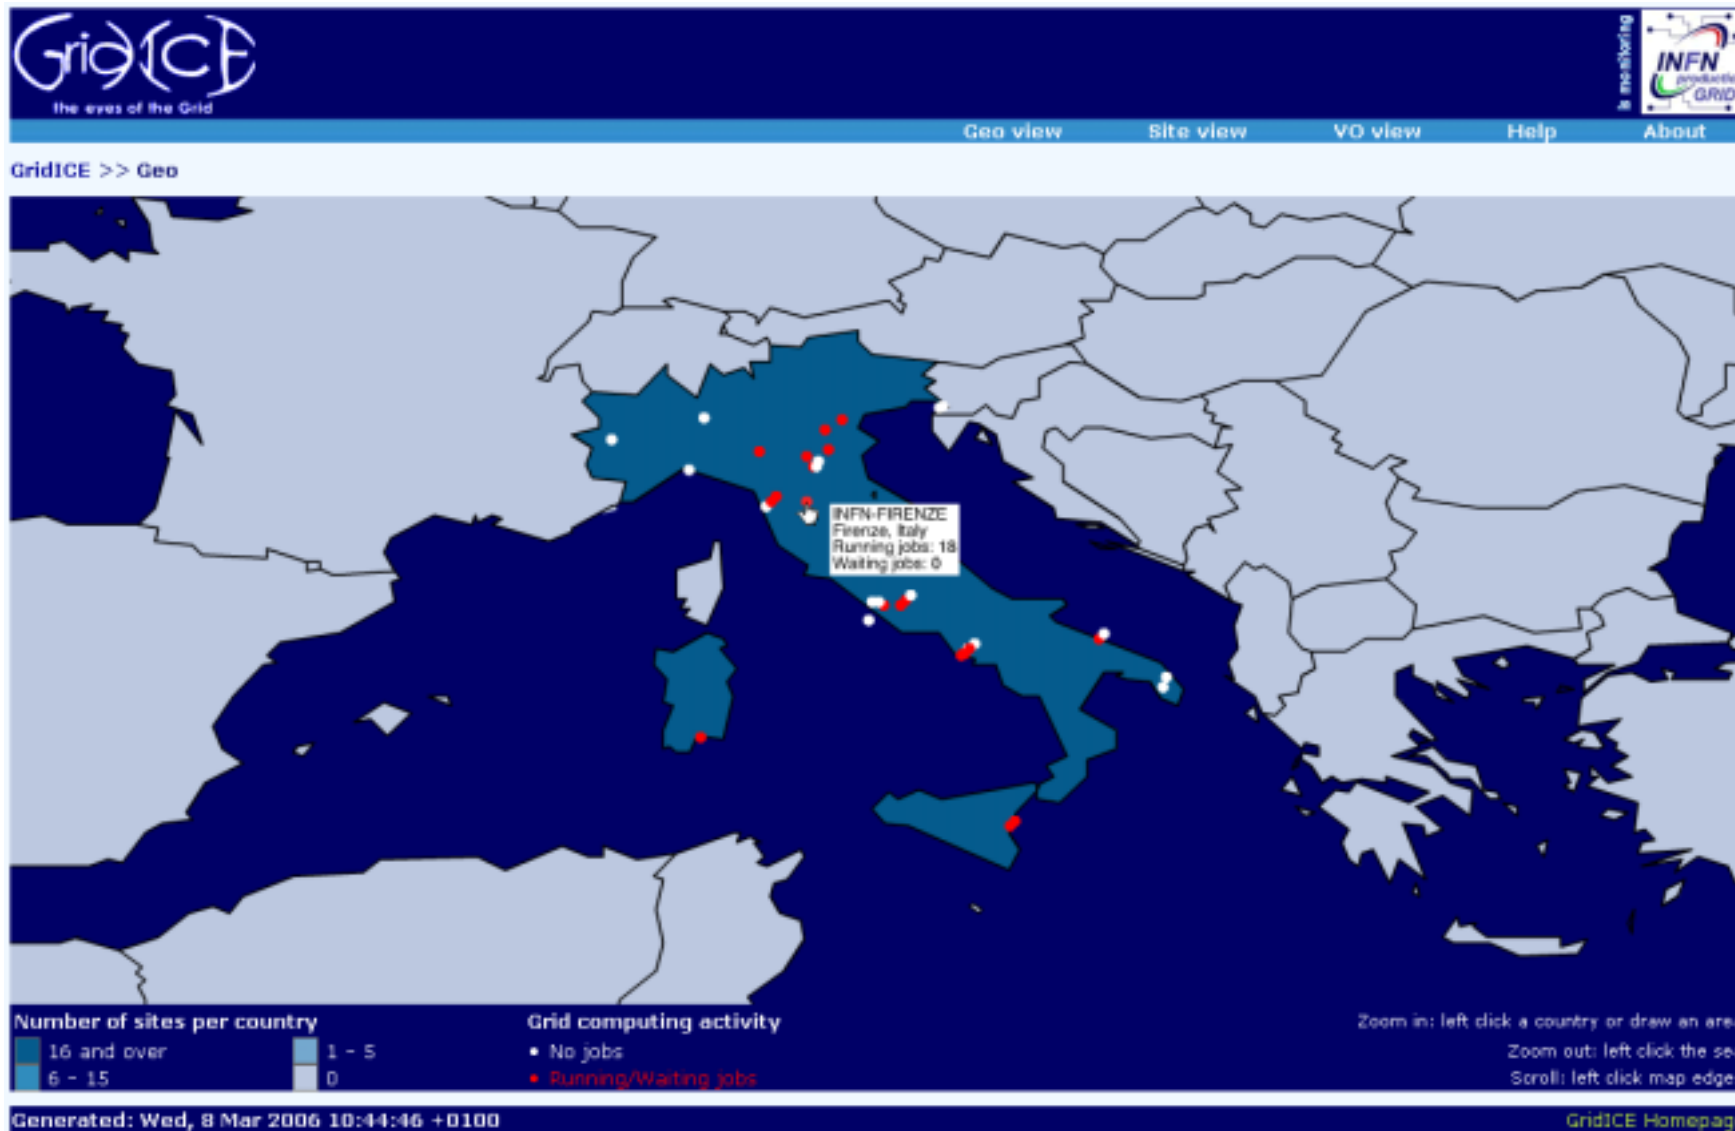 GridICE
the eyes of the Grid
is monitoring
INFN
GRID
Geo view Site view VO view Help About
GridICE >> Geo
INFN-FIRENZE
Firenze, Italy
Running jobs: 18
Waiting jobs: 0
Number of sites per country
16 and over 1 - 5
6 - 15 0
Grid computing activity
No jobs
Running/Waiting jobs
Zoom in: left click a country or draw an are
Zoom out: left click the se
Scroll: left click map edge
Generated: Wed, 8 Mar 2006 10:44:46 +0100
GridICE Homepag